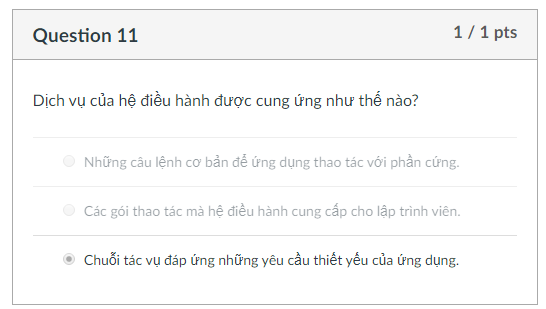 Question 11
1 / 1 pts
Dịch vụ của hệ điều hành được cung ứng như thế nào?
Những câu lệnh cơ bản để ứng dụng thao tác với phần cứng.
Các gói thao tác mà hệ điều hành cung cấp cho lập trình viên.
Chuỗi tác vụ đáp ứng những yêu cầu thiết yếu của ứng dụng.